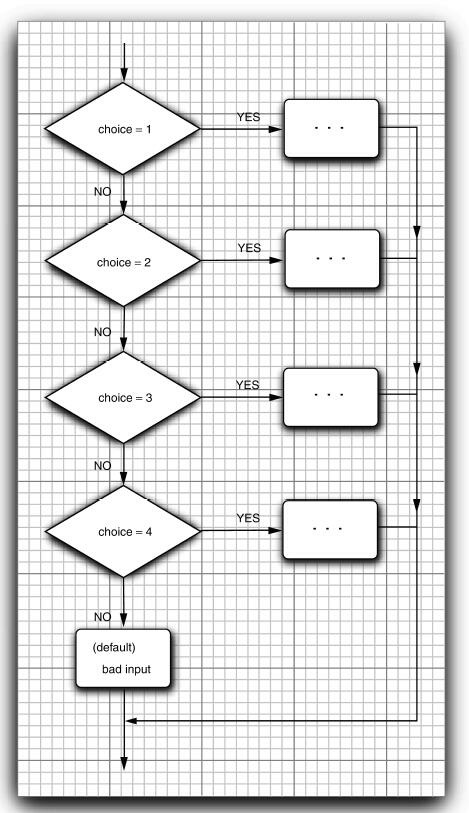 choice = 1
YES
. . .
NO
choice = 2
YES
. . .
NO
choice = 3
YES
. . .
NO
choice = 4
YES
. . .
NO
(default)
bad input